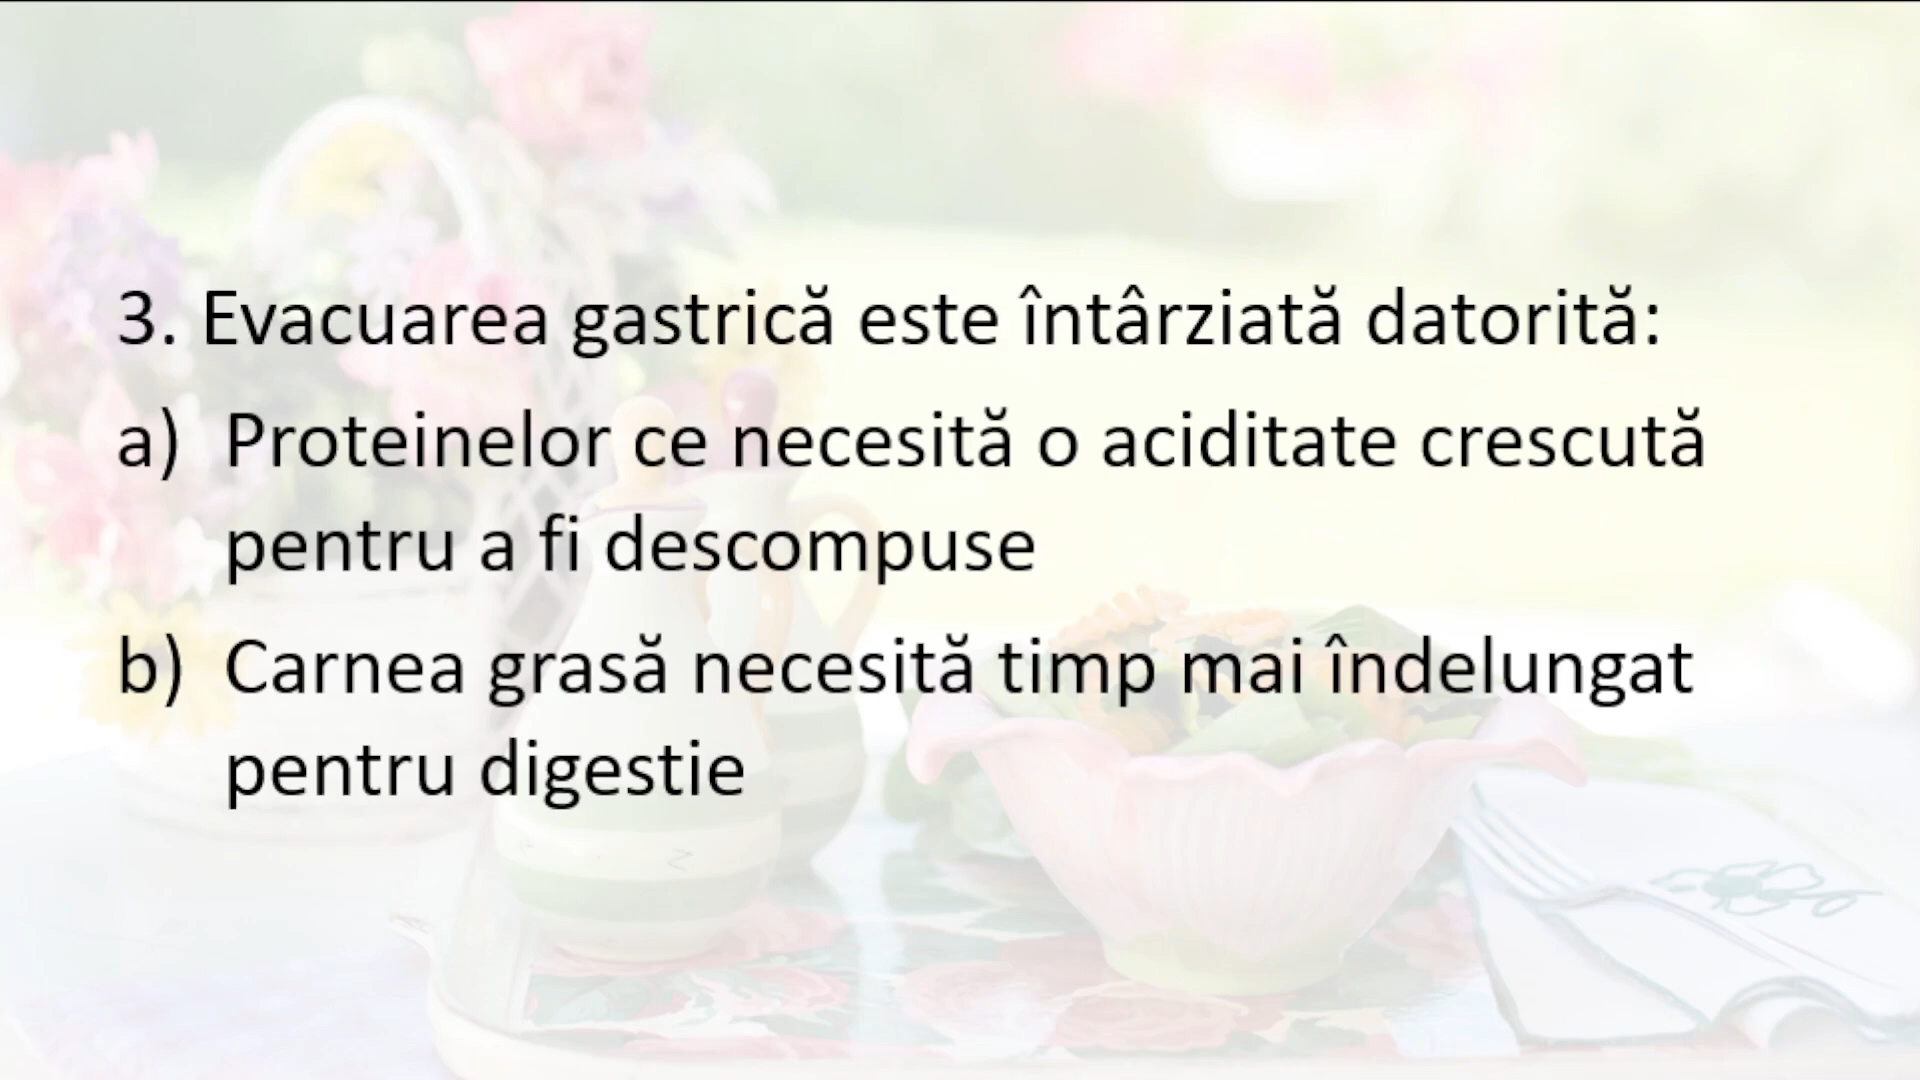 3. Evacuarea gastrică este întârziată datorită:
a) Proteinelor ce necesită o aciditate crescută
pentru a fi descompuse
b) Carnea grasă necesită timp mai îndelungat
pentru digestie